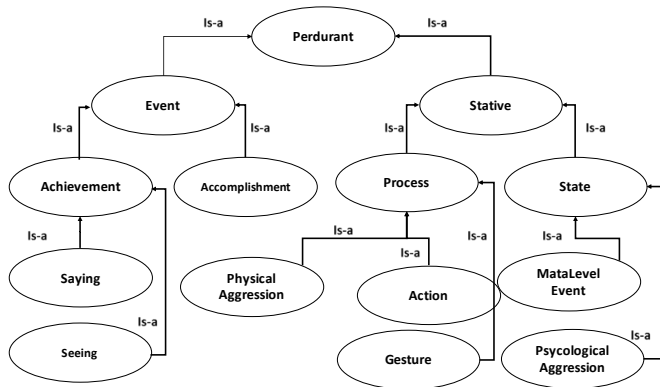 Is-a
Is-a
Perdurant
Event
Stative
Is-a
Is-a
Is-a
Is-a
Achievement
Accomplishment
Process
State
Is-a
Is-a
Is-a
Is-a
Is-a
Saying
Physical
Aggression
Action
MataLevel
Event
Is-a
Is-a
Seeing
Gesture
Psycological
Aggression